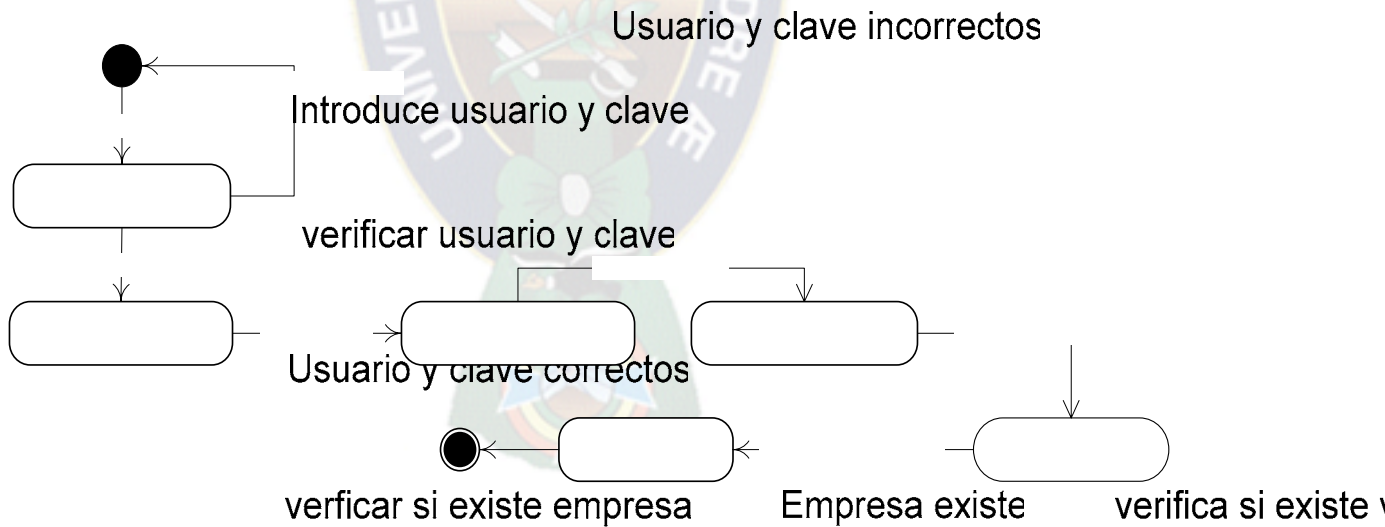 Usuario y clave incorrectos
Introduce usuario y clave
verificar usuario y clave
Usuario y clave correctos
verficar si existe empresa
Empresa existe
verifica si existe